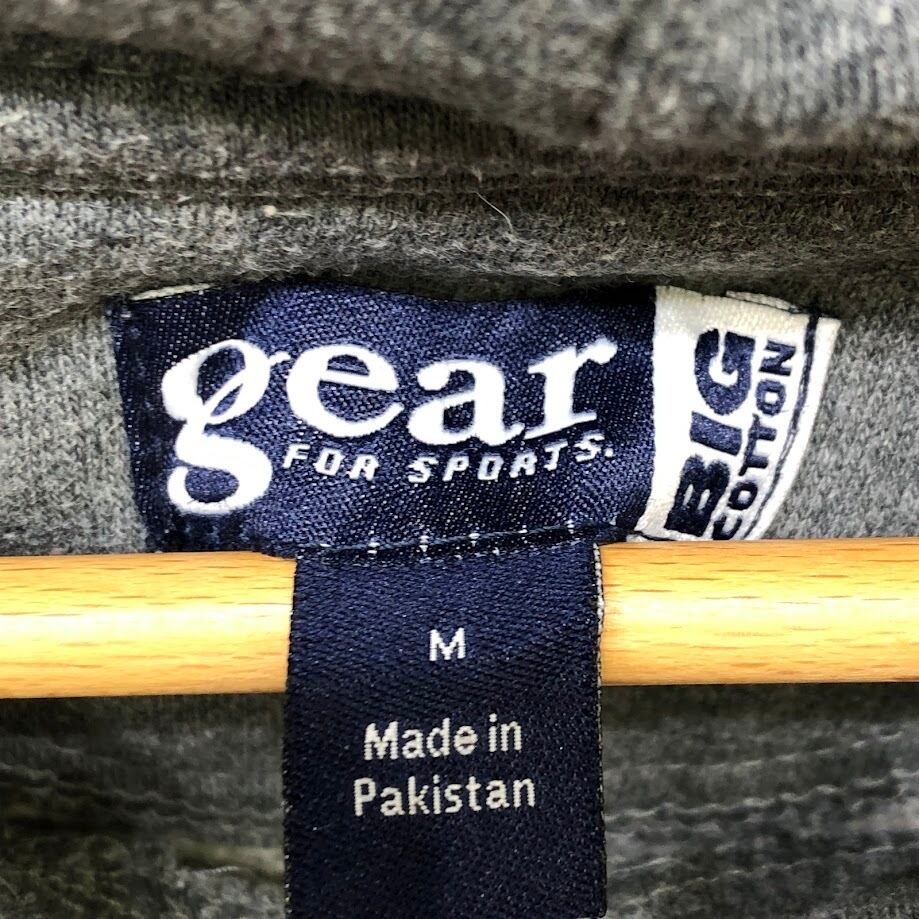 gear
FOR SPORTS.
BIG
COTTON
M
Made in
Pakistan